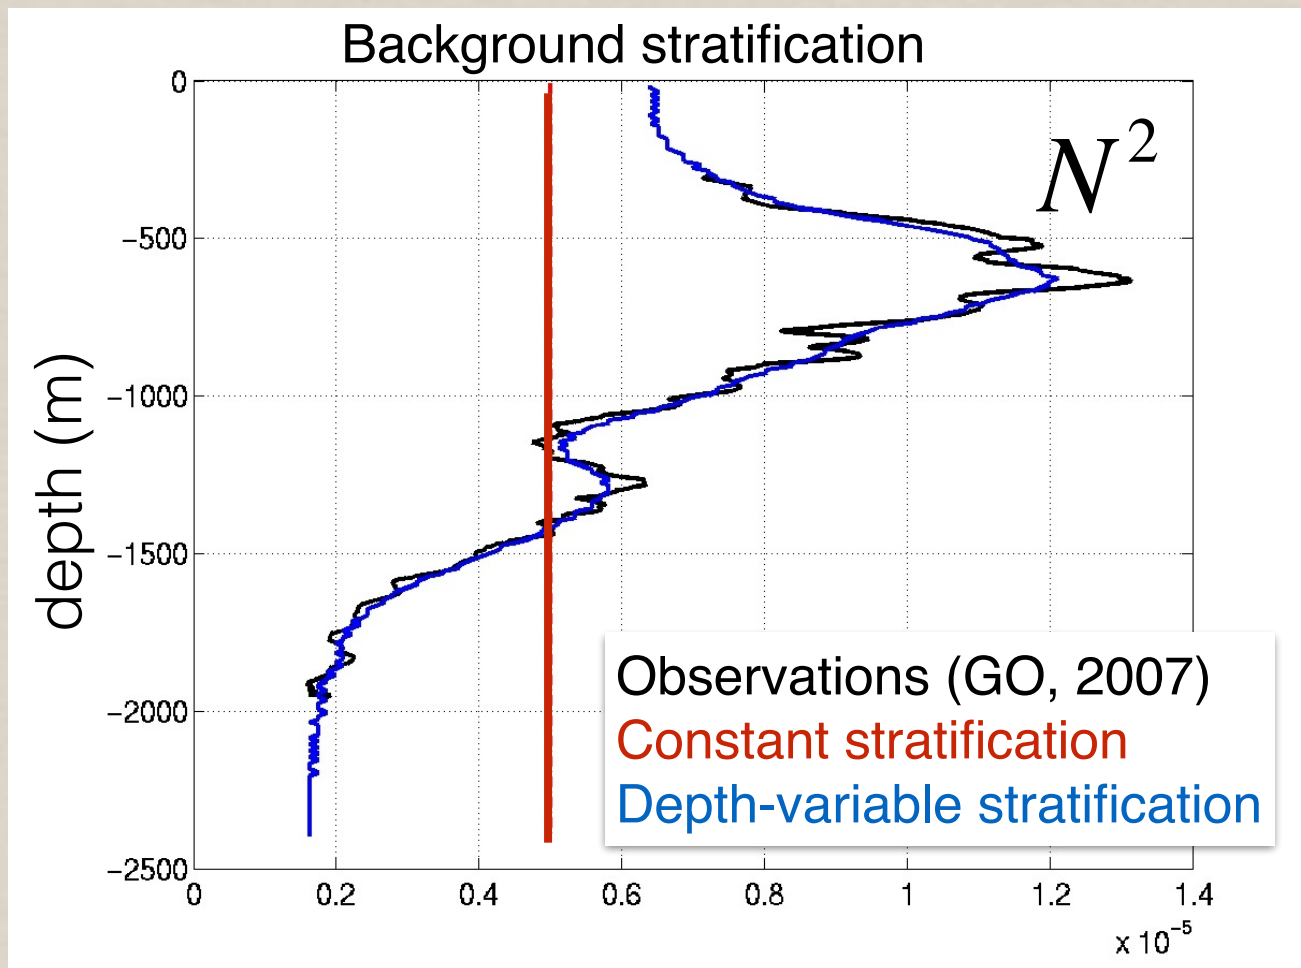 Background stratification
N²
0
−500
−1000
−1500
−2000
−2500
depth (m)
Observations (GO, 2007)
Constant stratification
Depth-variable stratification
0 0.2 0.4 0.6 0.8 1 1.2 1.4
x 10⁻⁵